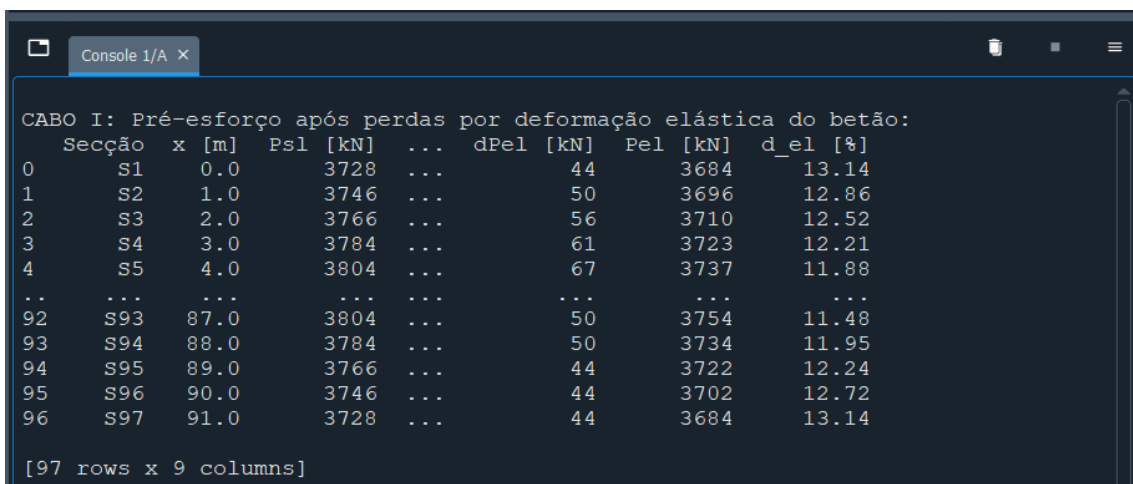 Console 1/A ×
CABO I: Pré-esforço após perdas por deformação elástica do betão:
Secção x [m] Psl [kN] ... dPel [kN] Pel [kN] d_el [%]
0 S1 0.0 3728 ... 44 3684 13.14
1 S2 1.0 3746 ... 50 3696 12.86
2 S3 2.0 3766 ... 56 3710 12.52
3 S4 3.0 3784 ... 61 3723 12.21
4 S5 4.0 3804 ... 67 3737 11.88
.. ... ... ... ... ... ... ...
92 S93 87.0 3804 ... 50 3754 11.48
93 S94 88.0 3784 ... 50 3734 11.95
94 S95 89.0 3766 ... 44 3722 12.24
95 S96 90.0 3746 ... 44 3702 12.72
96 S97 91.0 3728 ... 44 3684 13.14
[97 rows x 9 columns]